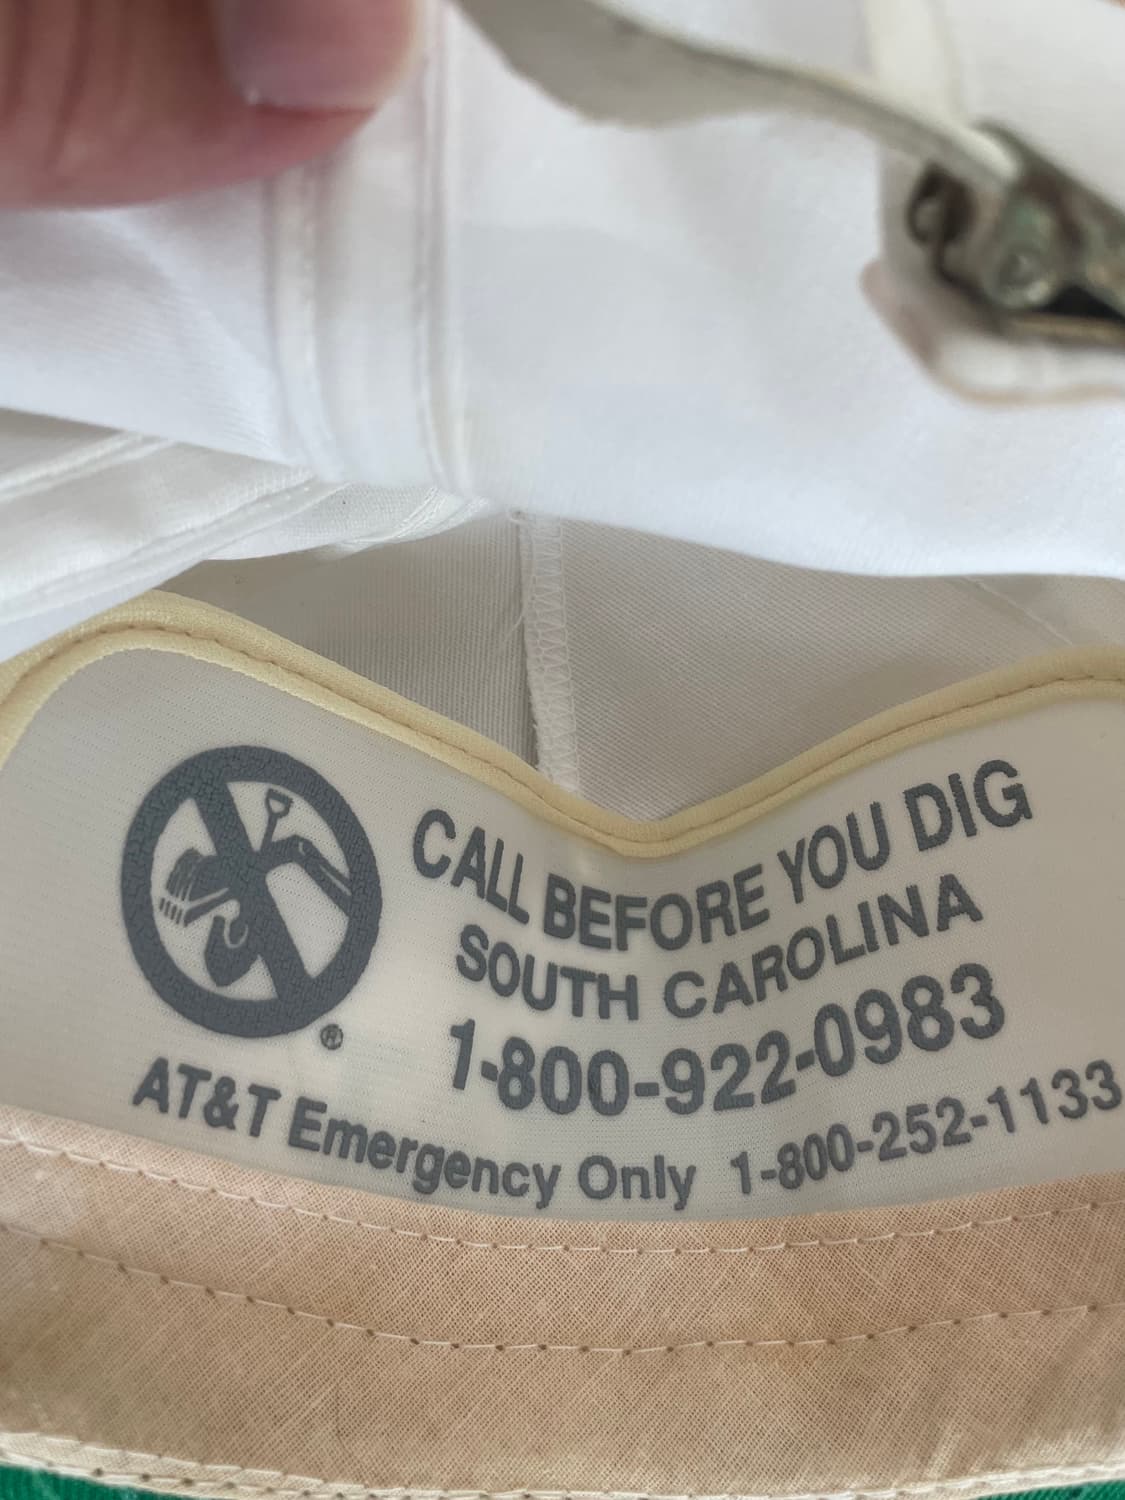 CALL BEFORE YOU DIG
SOUTH CAROLINA
1-800-922-0983
®
AT&T Emergency Only 1-800-252-1133